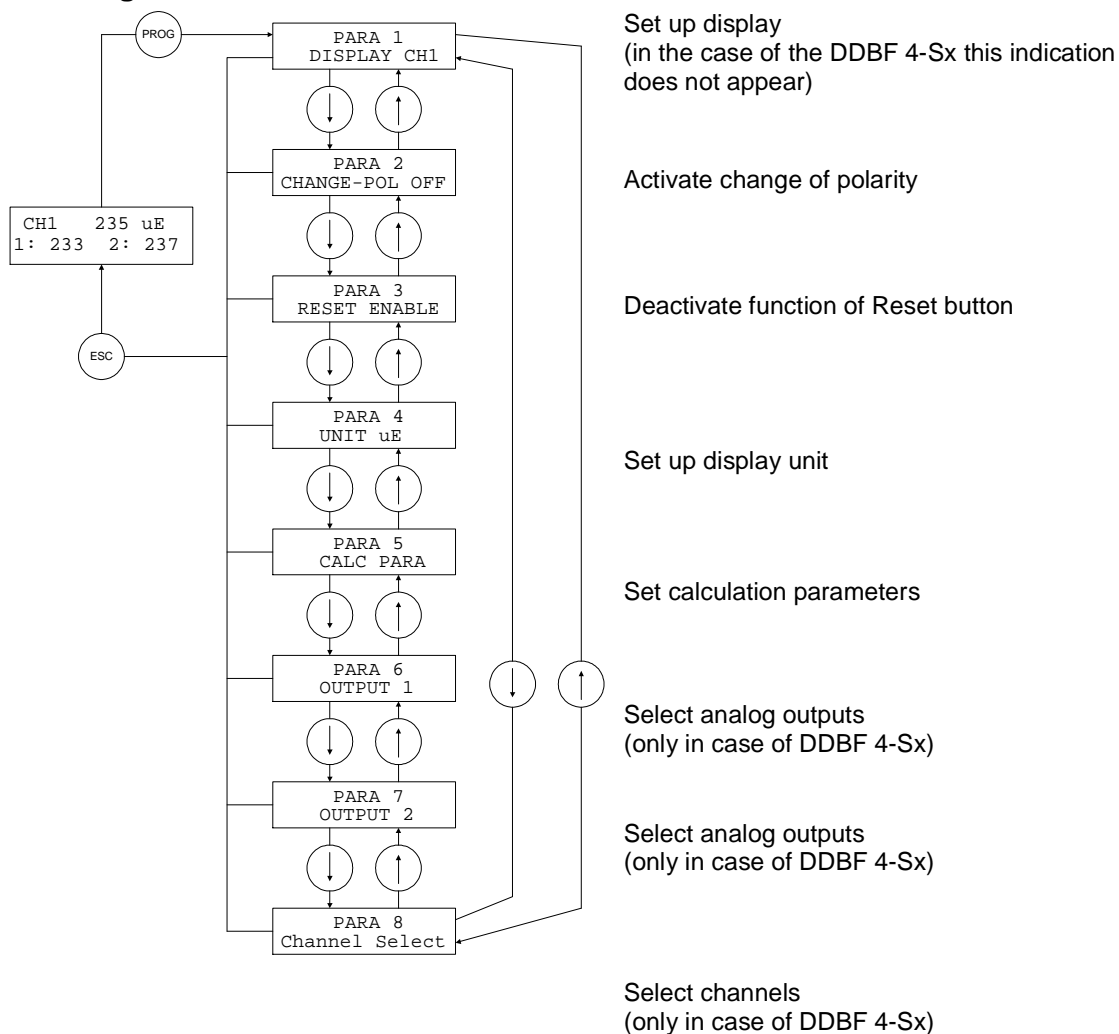 PROG
PARA 1
DISPLAY CH1
Set up display
(in the case of the DDBF 4-Sx this indication
does not appear)
PARA 2
CHANGE-POL OFF
Activate change of polarity
CH1 235 uE
1: 233 2: 237
PARA 3
RESET ENABLE
Deactivate function of Reset button
ESC
PARA 4
UNIT uE
Set up display unit
PARA 5
CALC PARA
Set calculation parameters
PARA 6
OUTPUT 1
Select analog outputs
(only in case of DDBF 4-Sx)
PARA 7
OUTPUT 2
Select analog outputs
(only in case of DDBF 4-Sx)
PARA 8
Channel Select
Select channels
(only in case of DDBF 4-Sx)